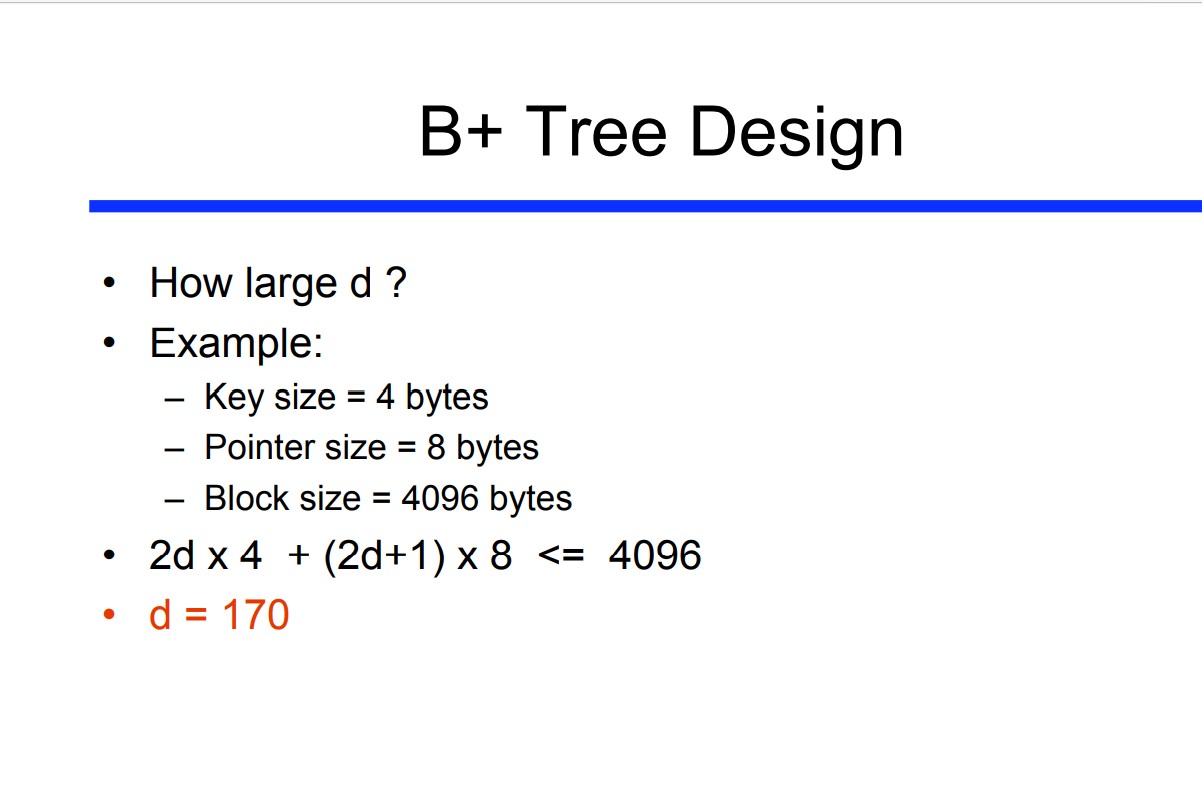 B+ Tree Design
• How large d ?
• Example:
– Key size = 4 bytes
– Pointer size = 8 bytes
– Block size = 4096 bytes
• 2d x 4 + (2d+1) x 8 <= 4096
• d = 170